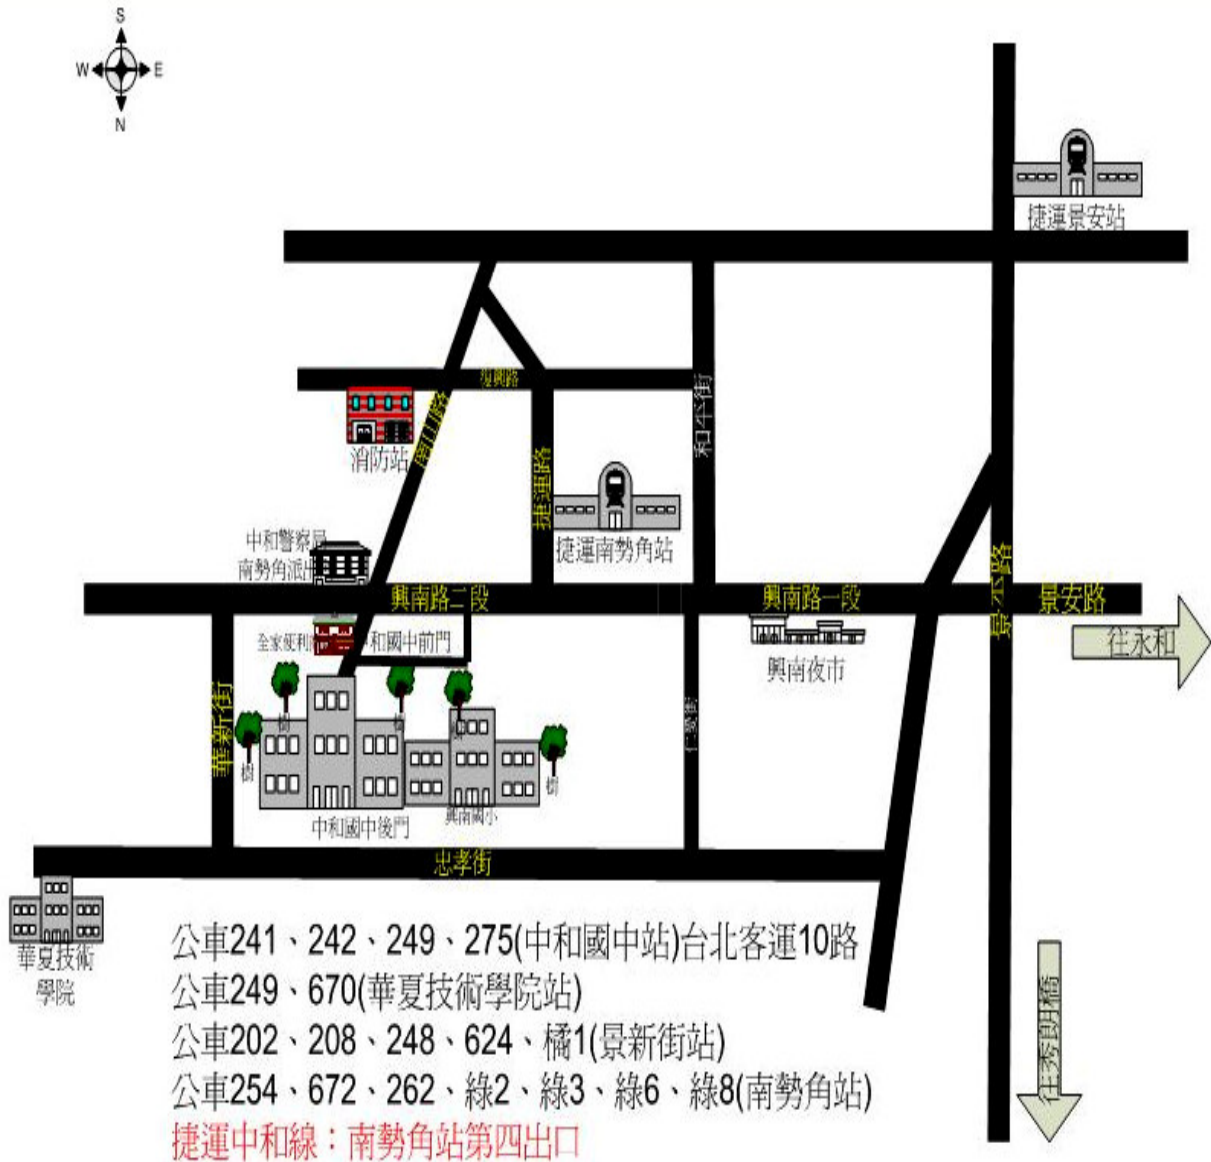 S
W
E
N
捷運景安站
復興路
南山路
和平街
消防站
捷運路
捷運南勢角站
中和警察局
南勢角派出
興南路二段
興南路一段
景平路
景安路
全家便利
中和國中前門
往永和
興南夜市
華新街
仁愛街
樹
樹
樹
樹
樹
中和國中後門
興南國小
忠孝街
華夏技術
學院
往秀朗橋
公車241、242、249、275(中和國中站)台北客運10路
公車249、670(華夏技術學院站)
公車202、208、248、624、橘1(景新街站)
公車254、672、262、綠2、綠3、綠6、綠8(南勢角站)
捷運中和線：南勢角站第四出口